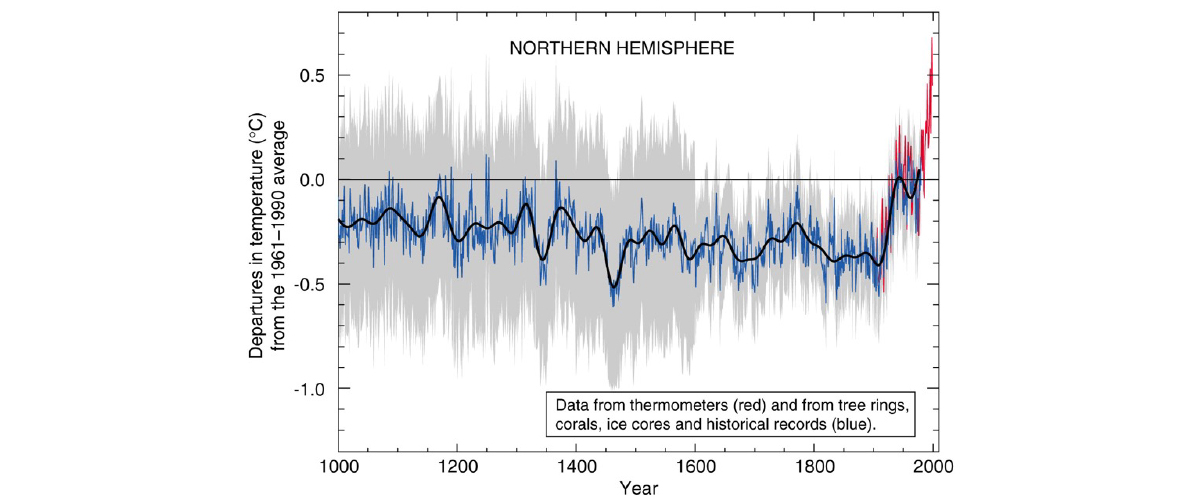 NORTHERN HEMISPHERE
Departures in temperature (°C)
from the 1961–1990 average
0.5
0.0
-0.5
-1.0
Data from thermometers (red) and from tree rings,
corals, ice cores and historical records (blue).
1000 1200 1400 1600 1800 2000
Year